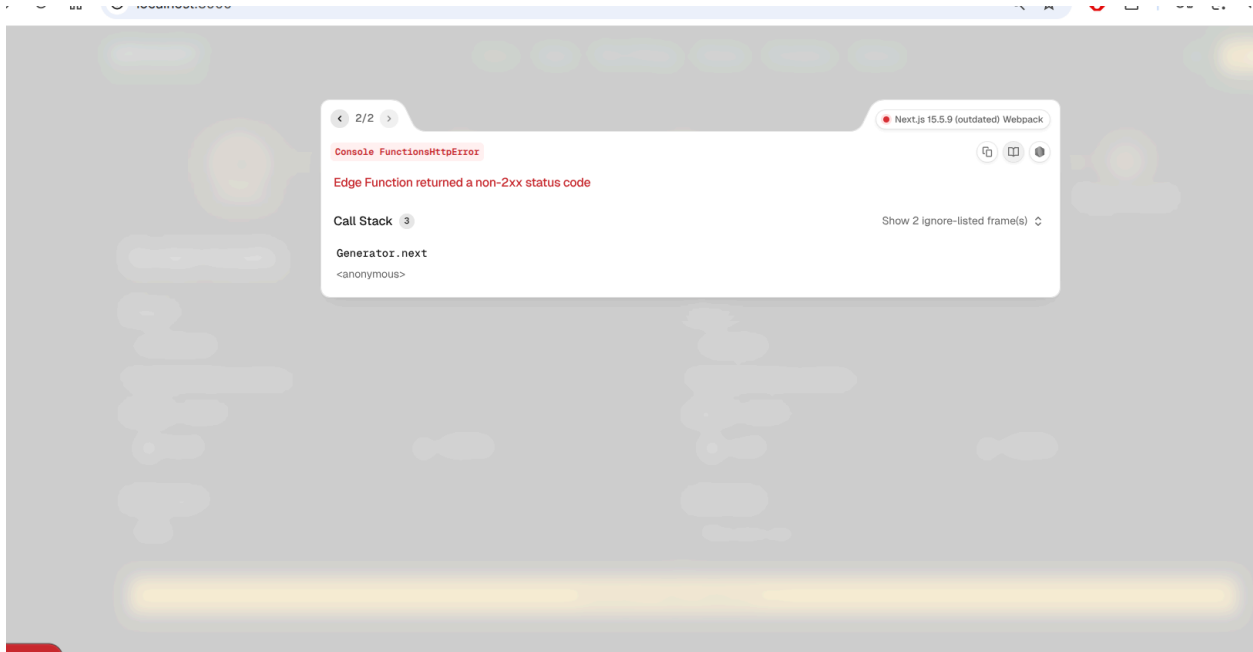 2/2
Next.js 15.5.9 (outdated) Webpack
Console FunctionsHttpError
Edge Function returned a non-2xx status code
Call Stack 3
Show 2 ignore-listed frame(s)
Generator.next
<anonymous>